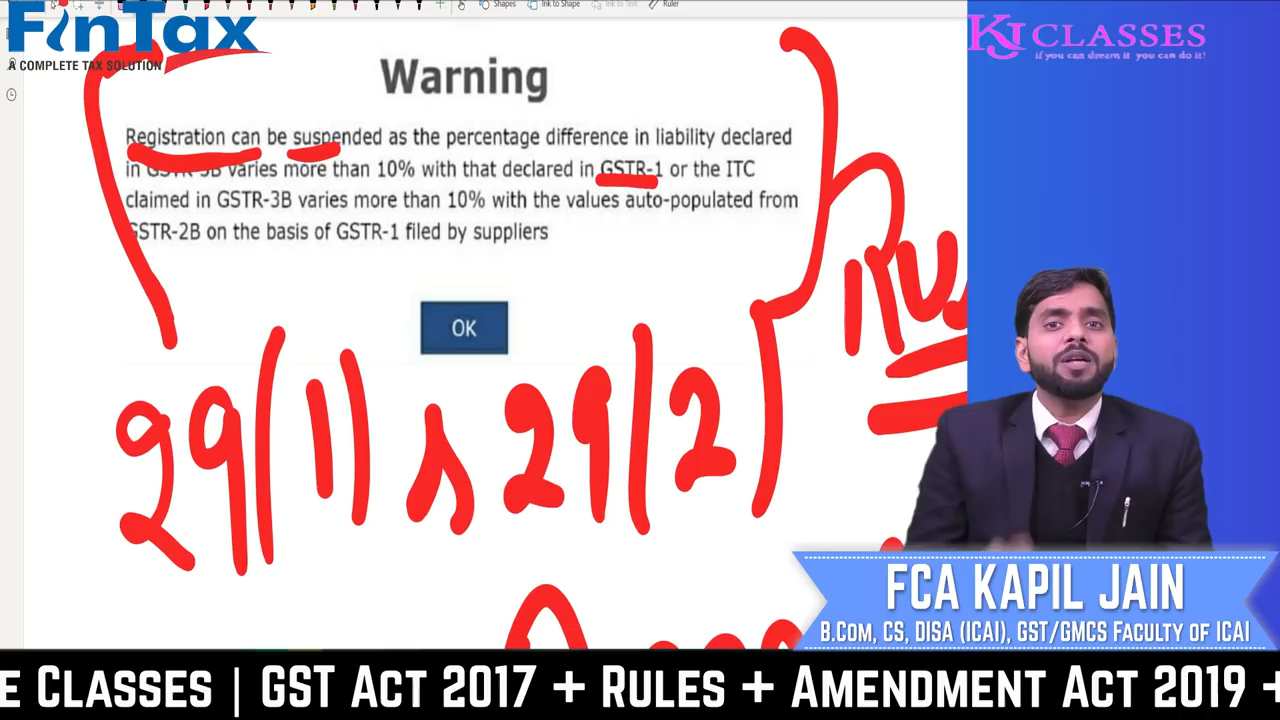 Shapes Ink to Shape Ink to Text Ruler
FinTax
A COMPLETE TAX SOLUTION
KJ CLASSES
if you can dream it you can do it!
Warning
Registration can be suspended as the percentage difference in liability declared
in GSTR-3B varies more than 10% with that declared in GSTR-1 or the ITC
claimed in GSTR-3B varies more than 10% with the values auto-populated from
GSTR-2B on the basis of GSTR-1 filed by suppliers
OK
29(1) & 29(2)
FCA KAPIL JAIN
B.Com, CS, DISA (ICAI), GST/GMCS Faculty of ICAI
E CLASSES | GST ACT 2017 + RULES + AMENDMENT ACT 2019 +